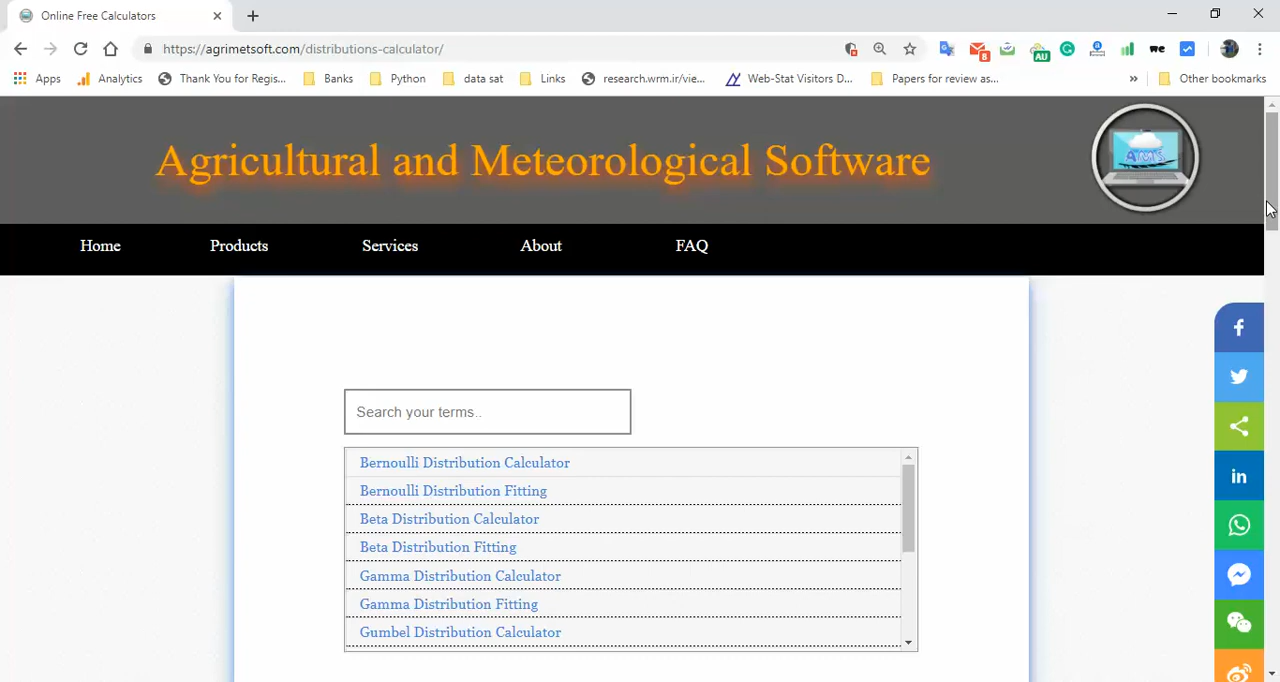 Online Free Calculators
https://agrimetsoft.com/distributions-calculator/
8
AU
Apps
Analytics
Thank You for Regis...
Banks
Python
data sat
Links
research.wrm.ir/vie...
Web-Stat Visitors D...
Papers for review as...
»
Other bookmarks
Agricultural and Meteorological Software
AMS
Home
Products
Services
About
FAQ
Search your terms..
Bernoulli Distribution Calculator
Bernoulli Distribution Fitting
Beta Distribution Calculator
Beta Distribution Fitting
Gamma Distribution Calculator
Gamma Distribution Fitting
Gumbel Distribution Calculator